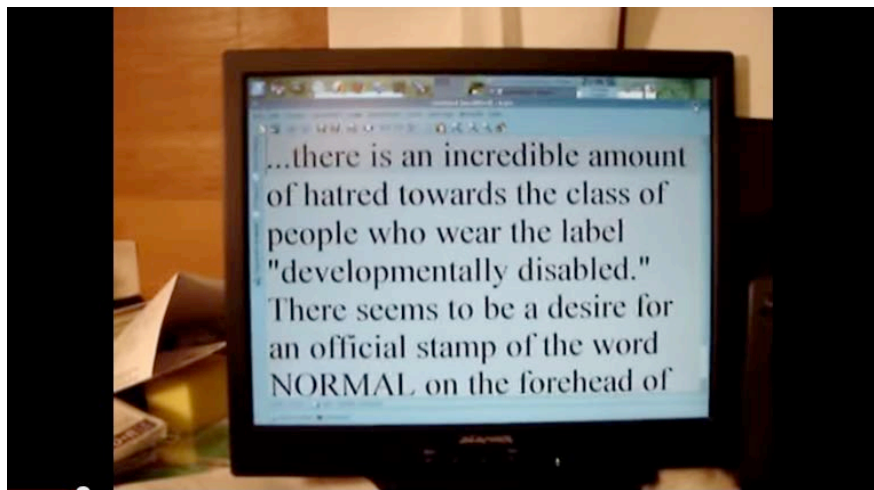 ...there is an incredible amount
of hatred towards the class of
people who wear the label
"developmentally disabled."
There seems to be a desire for
an official stamp of the word
NORMAL on the forehead of